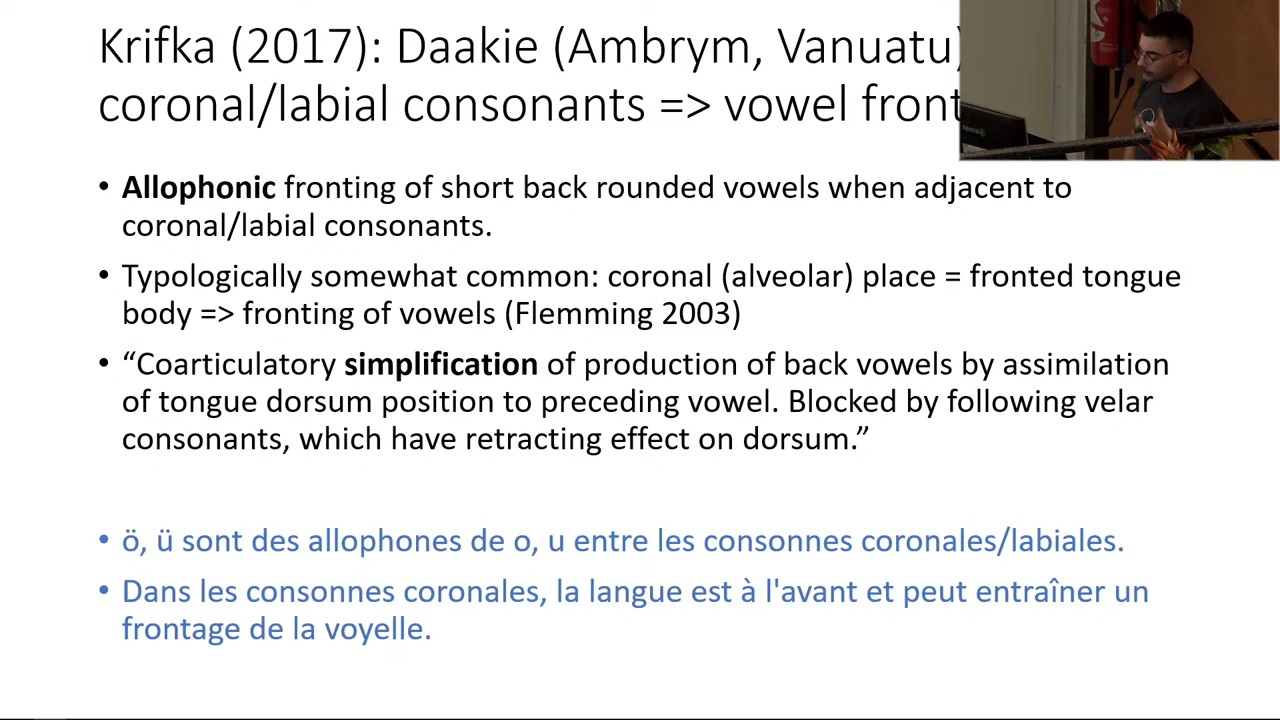 Krifka (2017): Daakie (Ambrym, Vanuatu)
coronal/labial consonants => vowel front
• Allophonic fronting of short back rounded vowels when adjacent to
coronal/labial consonants.
• Typologically somewhat common: coronal (alveolar) place = fronted tongue
body => fronting of vowels (Flemming 2003)
• “Coarticulatory simplification of production of back vowels by assimilation
of tongue dorsum position to preceding vowel. Blocked by following velar
consonants, which have retracting effect on dorsum.”
• ö, ü sont des allophones de o, u entre les consonnes coronales/labiales.
• Dans les consonnes coronales, la langue est à l'avant et peut entraîner un
frontage de la voyelle.